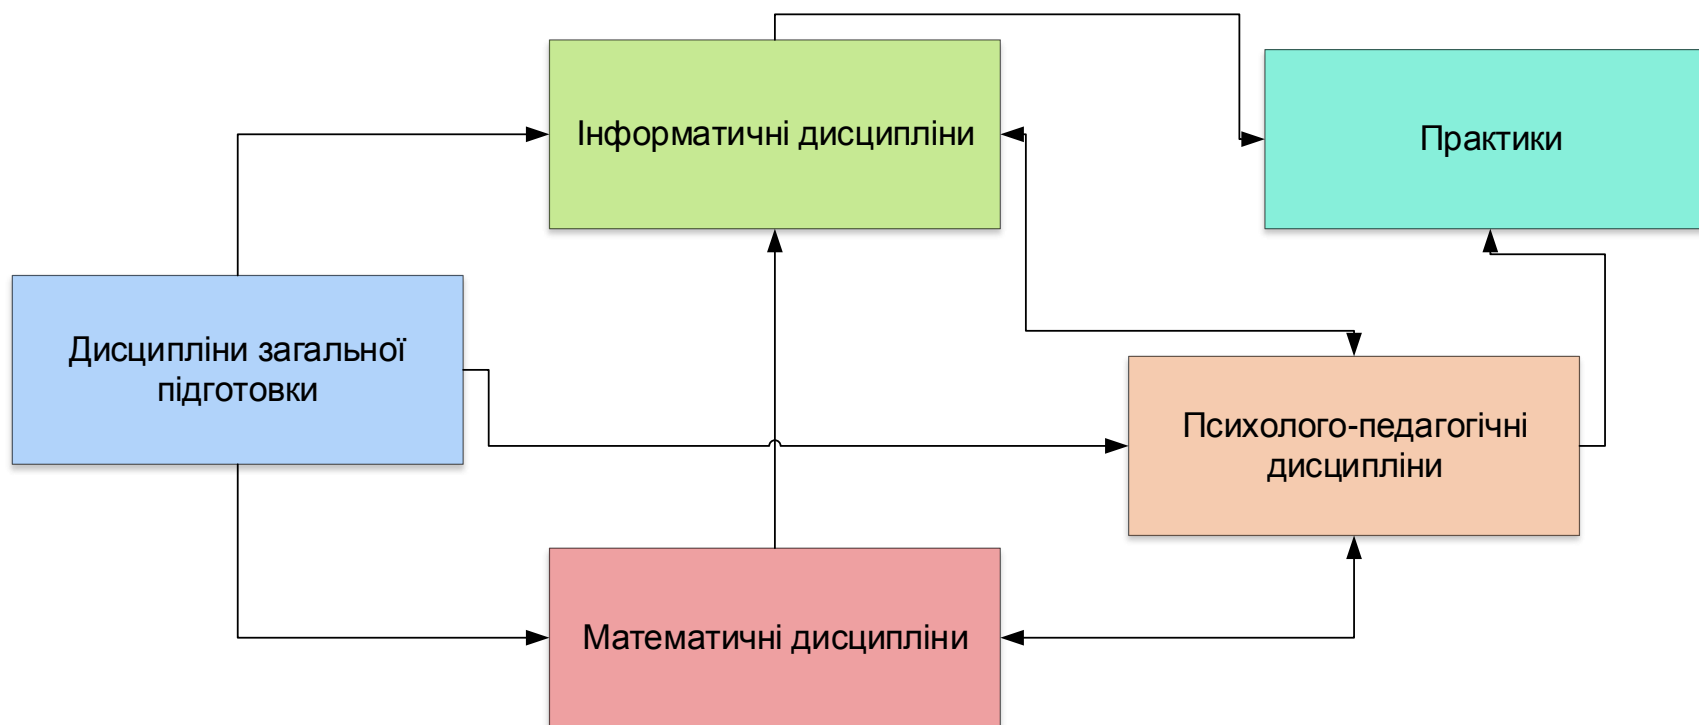 Інформатичні дисципліни
Практики
Дисципліни загальної
підготовки
Психолого-педагогічні
дисципліни
Математичні дисципліни